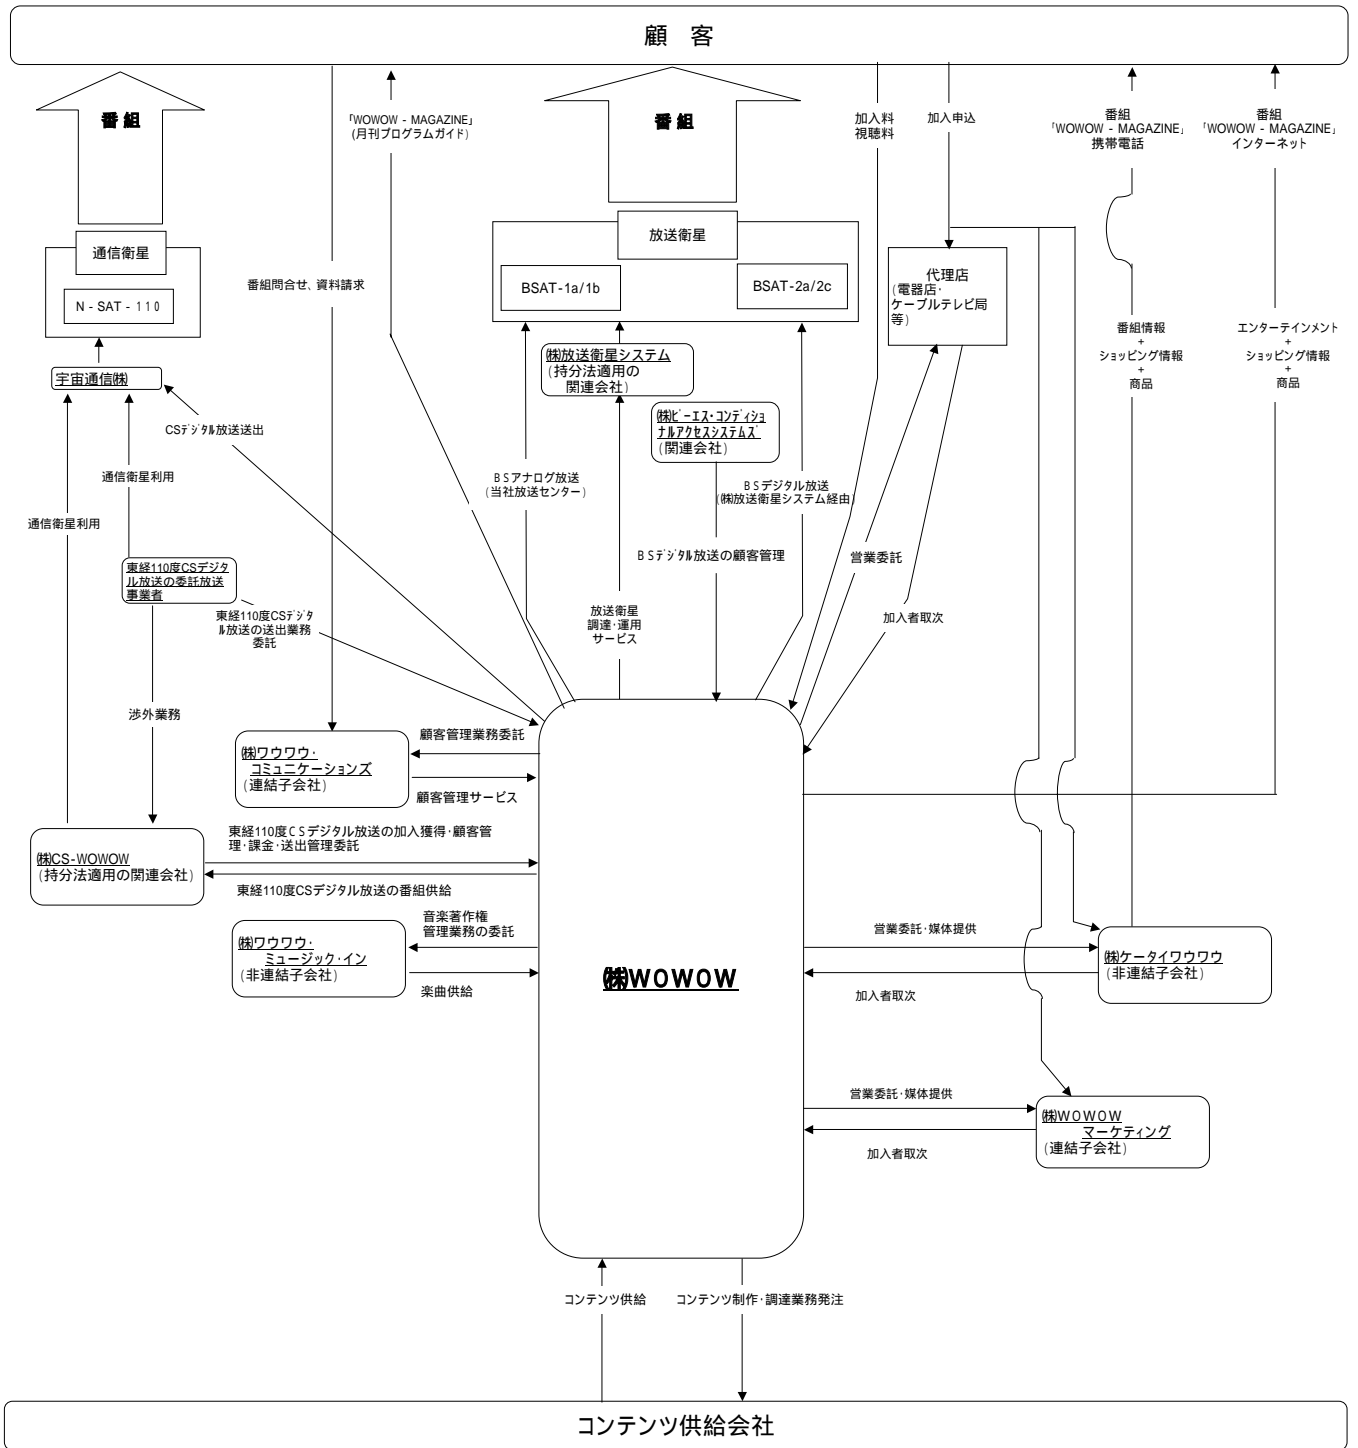 顧　客
番組
「WOWOW - MAGAZINE」
(月刊プログラムガイド)
番組
加入料
視聴料
加入申込
番組
「WOWOW - MAGAZINE」
携帯電話
番組
「WOWOW - MAGAZINE」
インターネット
通信衛星
N - SAT - 110
番組問合せ、資料請求
放送衛星
BSAT-1a/1b
BSAT-2a/2c
代理店
(電器店・
ケーブルテレビ局
等)
番組情報
+
ショッピング情報
+
商品
エンターテインメント
+
ショッピング情報
+
商品
宇宙通信㈱
㈱放送衛星システム
(持分法適用の
関連会社)
㈱ビーエス・コンディショ
ナルアクセスシステムズ
(関連会社)
CSデジタル放送送出
通信衛星利用
通信衛星利用
BSアナログ放送
(当社放送センター)
BSデジタル放送
(㈱放送衛星システム経由)
BSデジタル放送の顧客管理
営業委託
東経110度CSデジタ
ル放送の委託放送
事業者
東経110度CSデジタ
ル放送の送出業務
委託
放送衛星
調達・運用
サービス
加入者取次
渉外業務
㈱ワウワウ・
コミュニケーションズ
(連結子会社)
顧客管理業務委託
顧客管理サービス
㈱CS-WOWOW
(持分法適用の関連会社)
東経110度CSデジタル放送の加入獲得・顧客管
理・課金・送出管理委託
東経110度CSデジタル放送の番組供給
㈱ワウワウ・
ミュージック・イン
(非連結子会社)
音楽著作権
管理業務の委託
楽曲供給
㈱WOWOW
営業委託・媒体提供
加入者取次
㈱ケータイワウワウ
(非連結子会社)
営業委託・媒体提供
加入者取次
㈱WOWOW
マーケティング
(連結子会社)
コンテンツ供給
コンテンツ制作・調達業務発注
コンテンツ供給会社